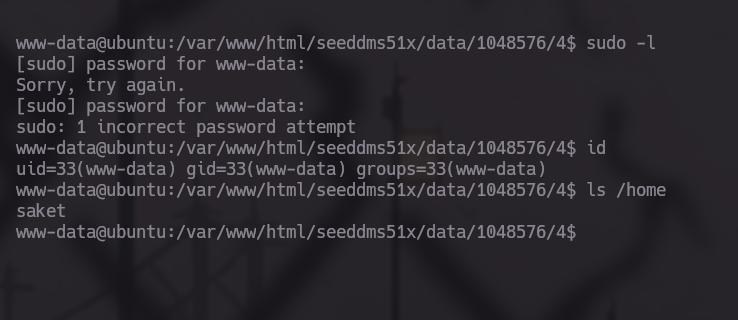 www-data@ubuntu:/var/www/html/seeddms51x/data/1048576/4$ sudo -l
[sudo] password for www-data:
Sorry, try again.
[sudo] password for www-data:
sudo: 1 incorrect password attempt
www-data@ubuntu:/var/www/html/seeddms51x/data/1048576/4$ id
uid=33(www-data) gid=33(www-data) groups=33(www-data)
www-data@ubuntu:/var/www/html/seeddms51x/data/1048576/4$ ls /home
saket
www-data@ubuntu:/var/www/html/seeddms51x/data/1048576/4$